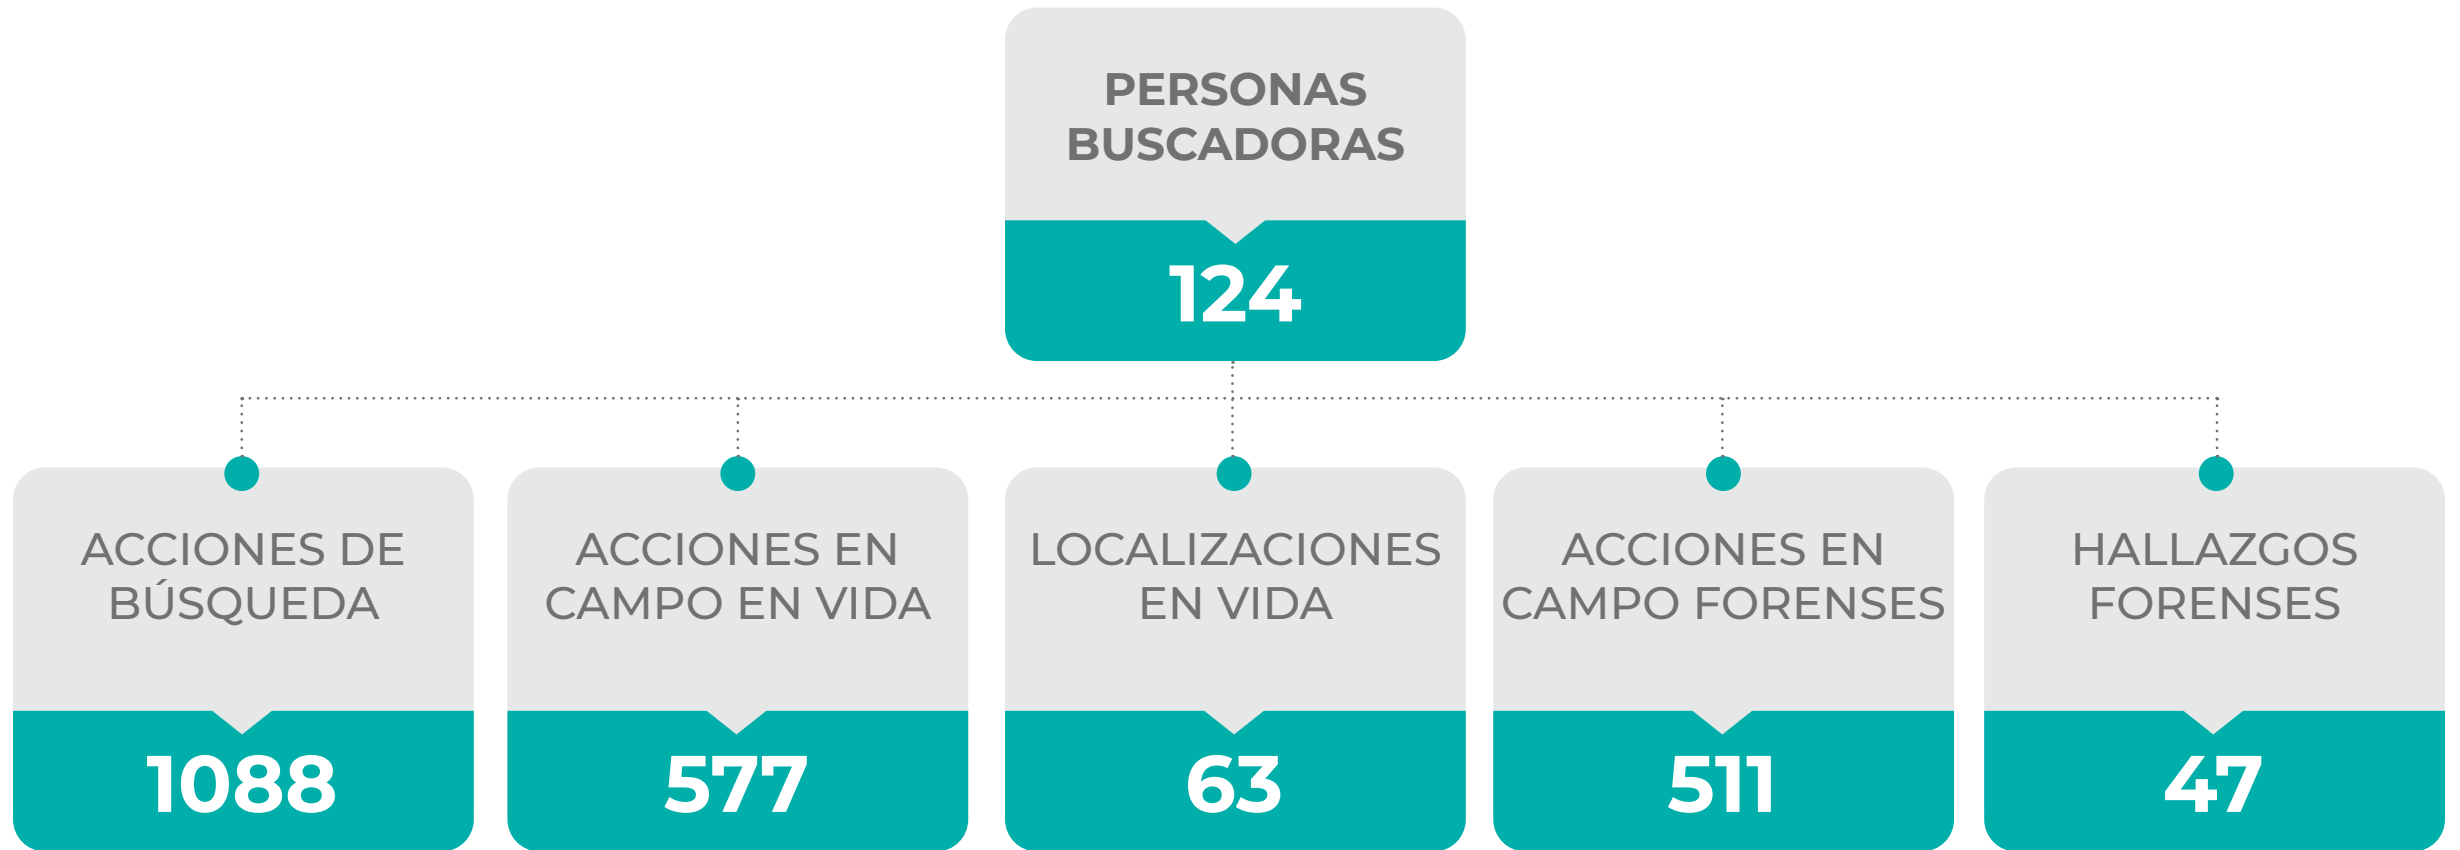 PERSONAS
BUSCADORAS
124
ACCIONES DE
BÚSQUEDA
1088
ACCIONES EN
CAMPO EN VIDA
577
LOCALIZACIONES
EN VIDA
63
ACCIONES EN
CAMPO FORENSES
511
HALLAZGOS
FORENSES
47